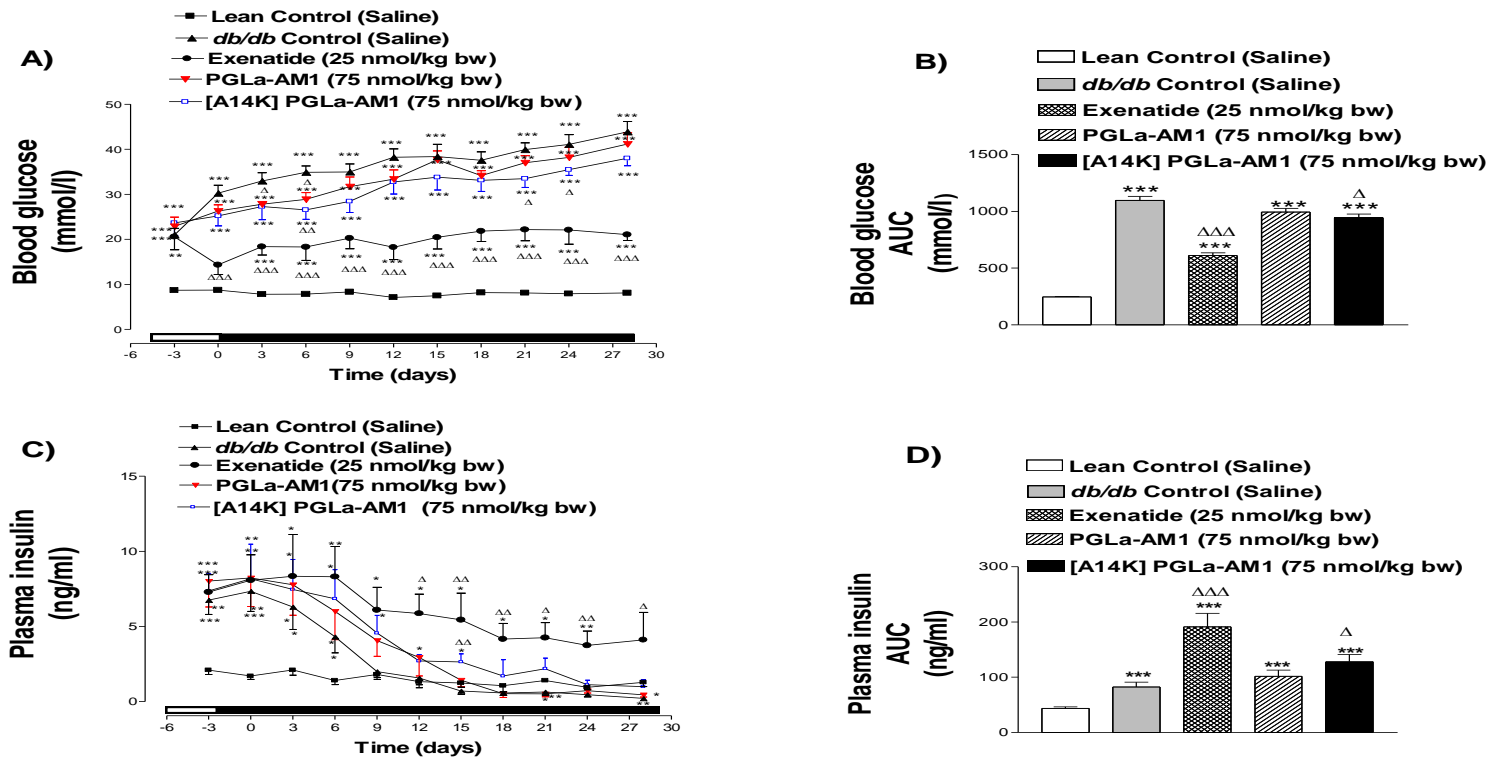 A)
Lean Control (Saline)
db/db Control (Saline)
Exenatide (25 nmol/kg bw)
PGLa-AM1 (75 nmol/kg bw)
[A14K] PGLa-AM1 (75 nmol/kg bw)
Blood glucose
(mmol/l)
50
40
30
20
10
0
-6 -3 0 3 6 9 12 15 18 21 24 27 30
Time (days)
B)
Lean Control (Saline)
db/db Control (Saline)
Exenatide (25 nmol/kg bw)
PGLa-AM1 (75 nmol/kg bw)
[A14K] PGLa-AM1 (75 nmol/kg bw)
Blood glucose
AUC
(mmol/l)
1500
1000
500
0
*** ΔΔΔ *** *** Δ ***
C)
Lean Control (Saline)
db/db Control (Saline)
Exenatide (25 nmol/kg bw)
PGLa-AM1(75 nmol/kg bw)
[A14K] PGLa-AM1 (75 nmol/kg bw)
Plasma insulin
(ng/ml)
15
10
5
0
-6 -3 0 3 6 9 12 15 18 21 24 27 30
Time (days)
D)
Lean Control (Saline)
db/db Control (Saline)
Exenatide (25 nmol/kg bw)
PGLa-AM1 (75 nmol/kg bw)
[A14K] PGLa-AM1 (75 nmol/kg bw)
Plasma insulin
AUC
(ng/ml)
300
200
100
0
*** ΔΔΔ *** *** Δ ***